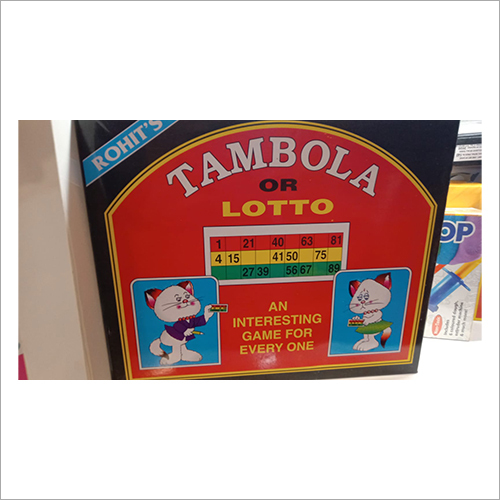 ROHIT'S
TAMBOLA
OR
LOTTO
1 21 40 63 81
4 15 41 50 75
27 39 56 67 89
AN
INTERESTING
GAME FOR
EVERY ONE
OP